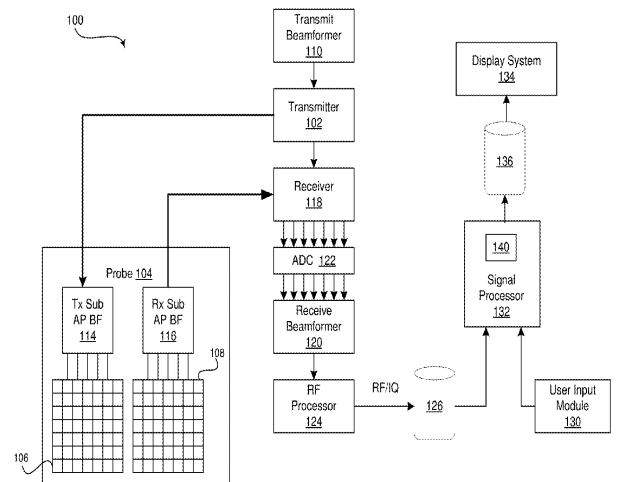 100
Transmit
Beamformer
110
Transmitter
102
Receiver
118
ADC 122
Receive
Beamformer
120
RF
Processor
124
RF/IQ
126
Display System
134
136
140
Signal
Processor
132
User Input
Module
130
Probe 104
Tx Sub
AP BF
114
Rx Sub
AP BF
116
108
106